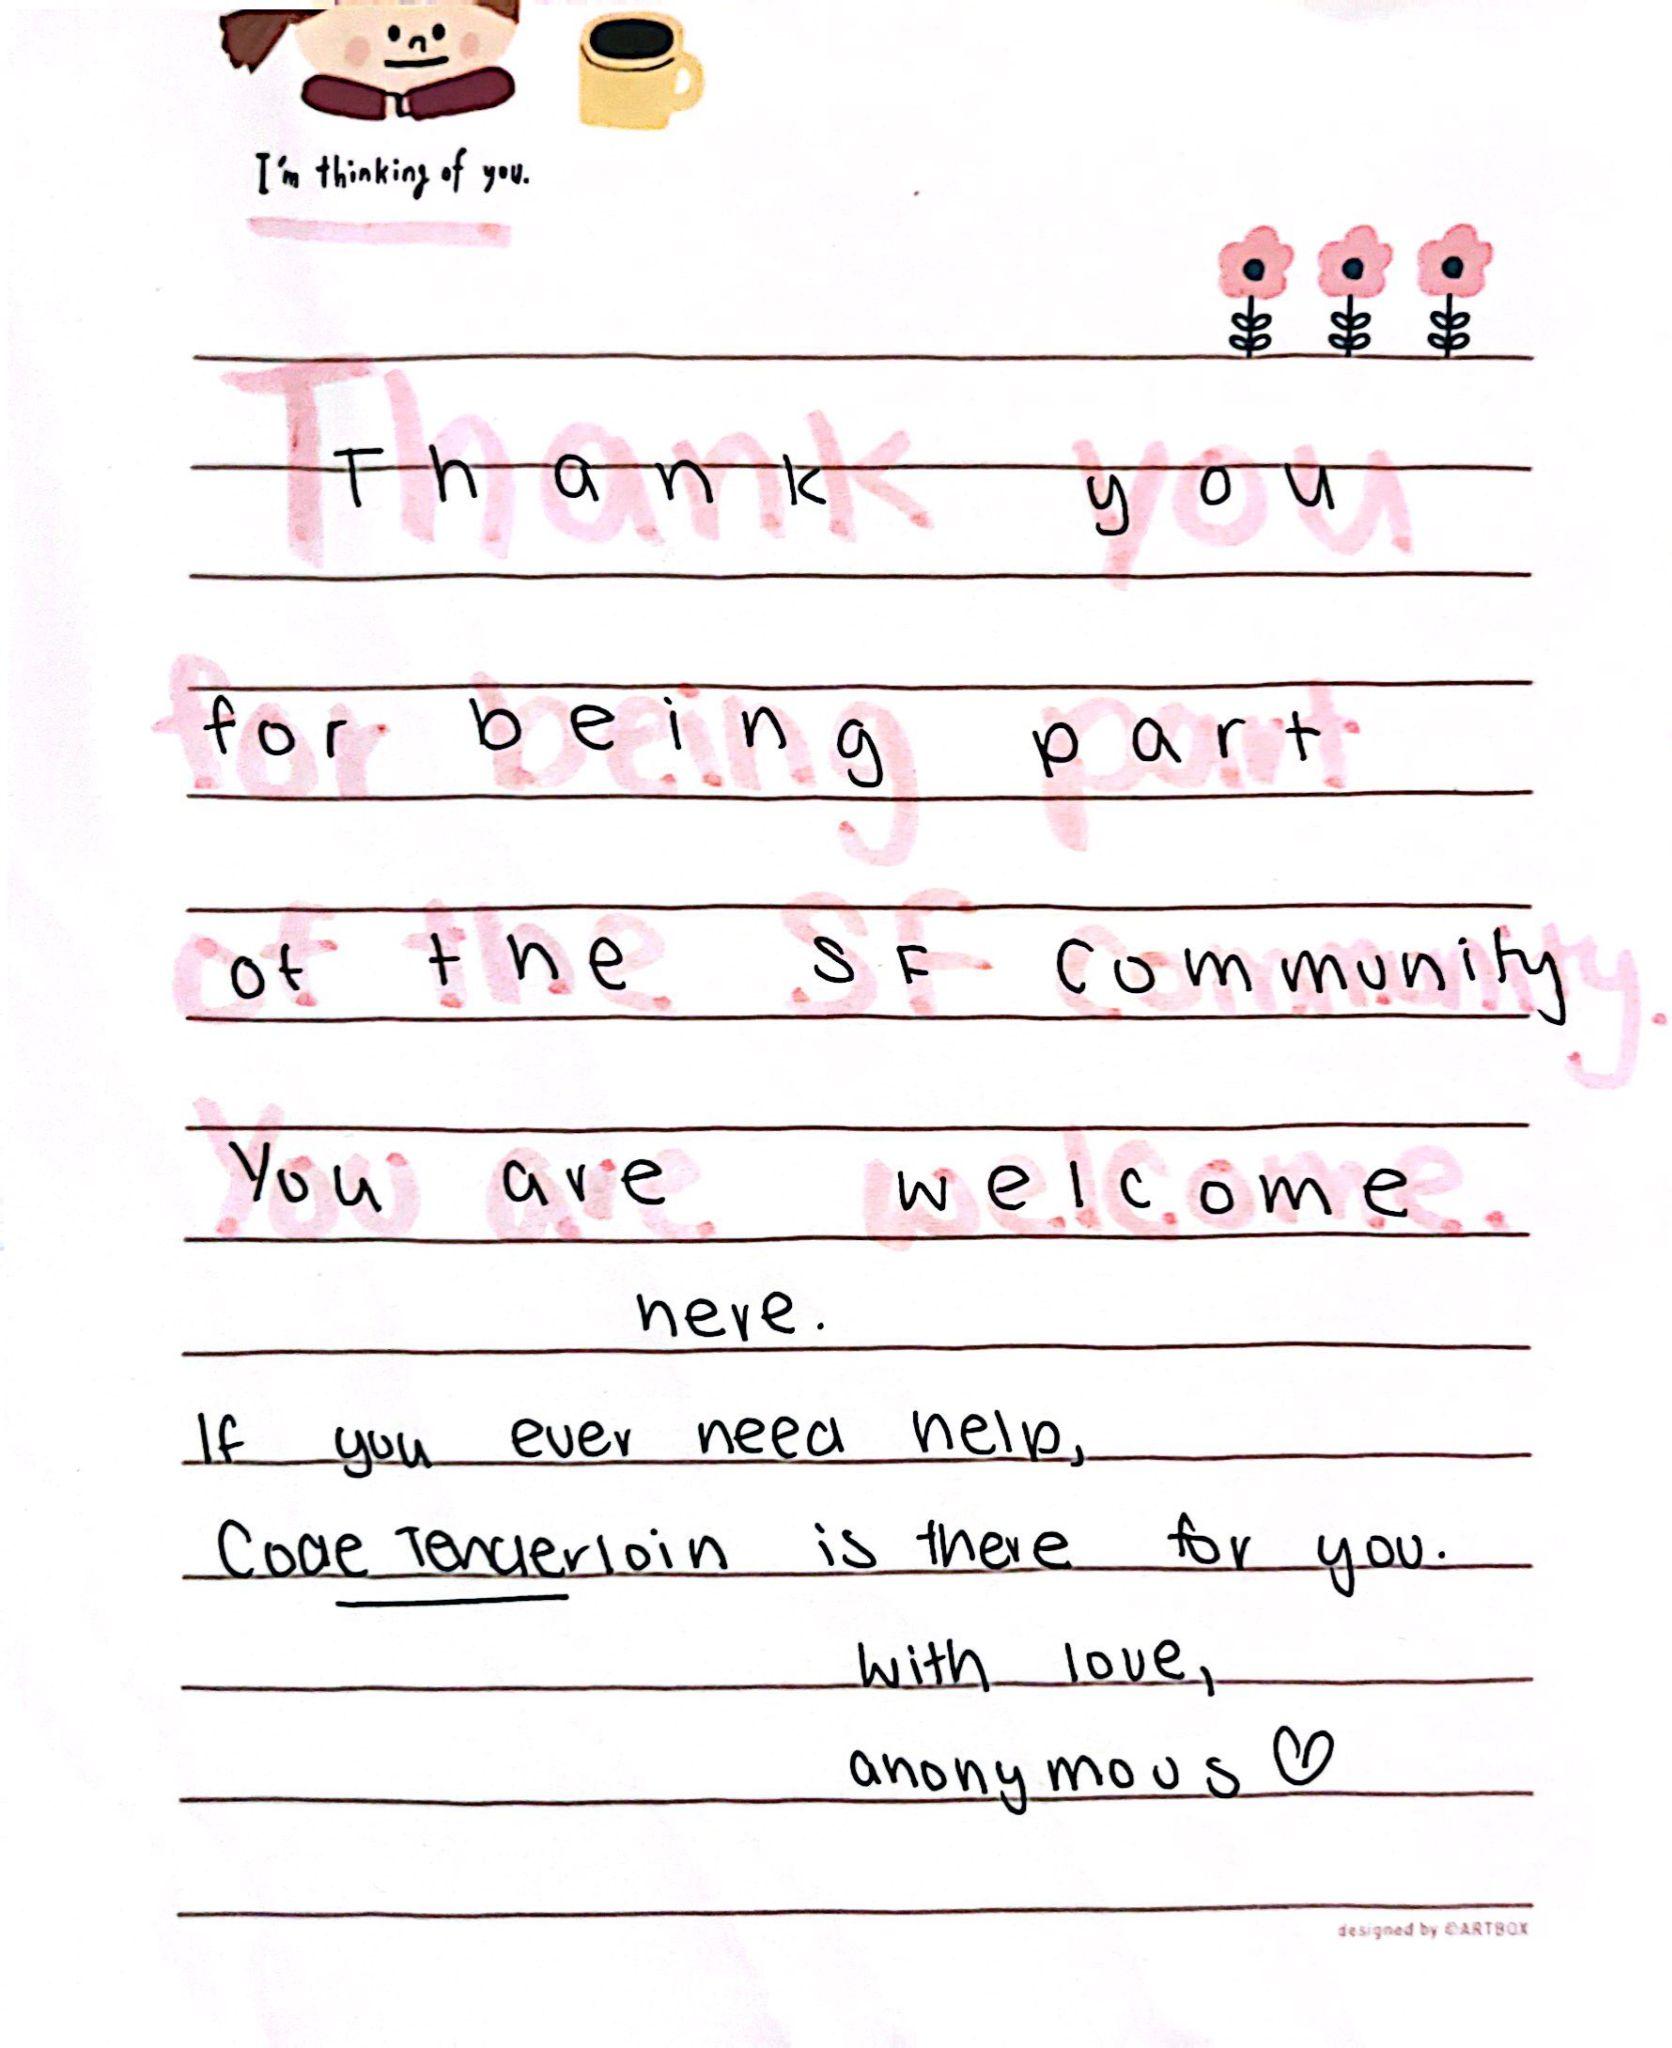 I'm thinking of you.
Thank you
for being part
of the SF community.
You are welcome.
here.
If you ever need help,
Code Tenderloin is there for you.
with love,
anonymous ♡
designed by ©ARTBOX